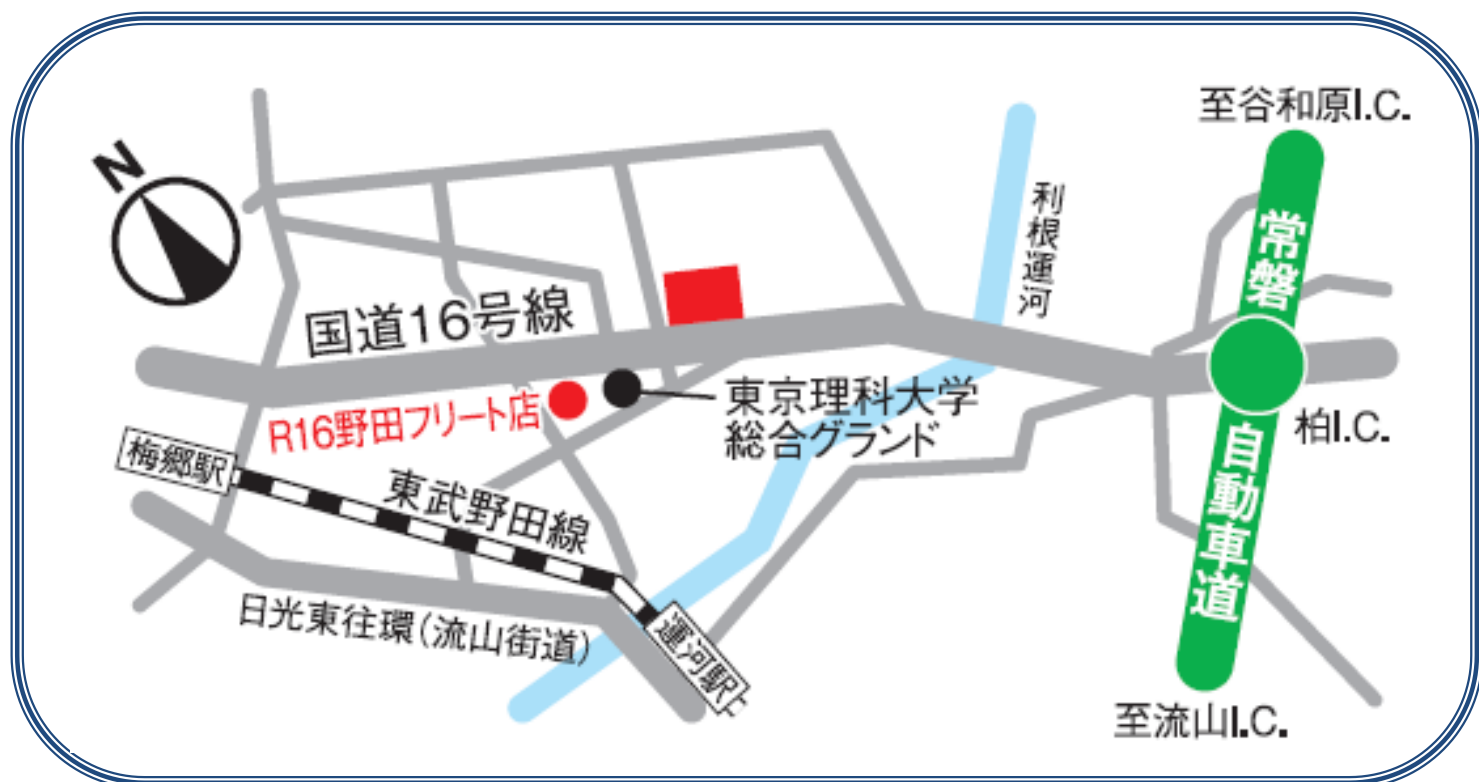 至谷和原I.C.
N
利根運河
常磐
国道16号線
東京理科大学
総合グランド
R16野田フリート店
柏I.C.
梅郷駅
自動車道
東武野田線
日光東往環(流山街道)
運河駅
至流山I.C.